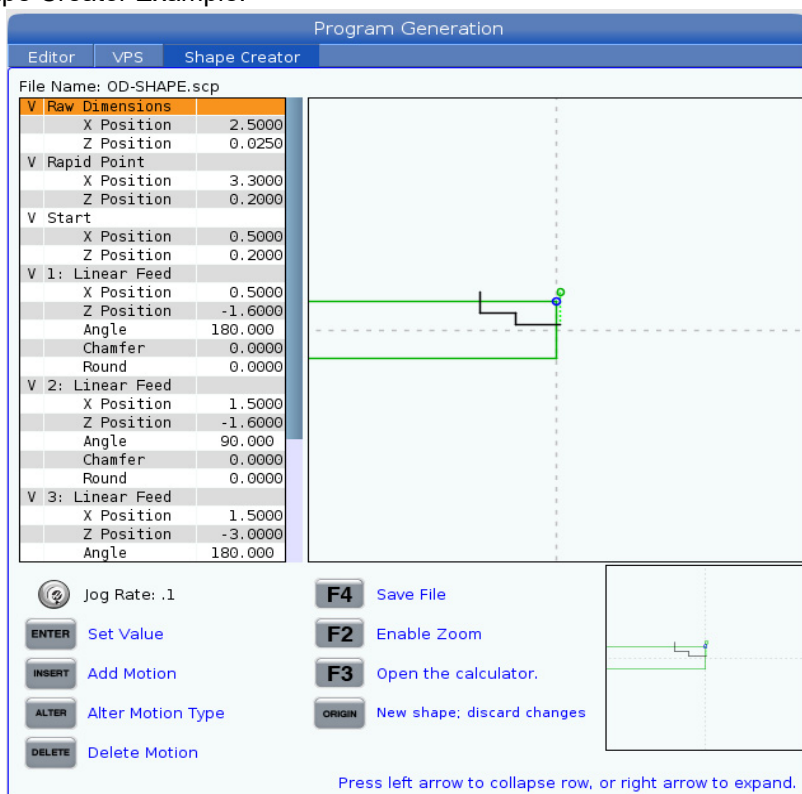 pe Creator Example.
Program Generation
Editor VPS Shape Creator
File Name: OD-SHAPE.scp
V Raw Dimensions
X Position 2.5000
Z Position 0.0250
V Rapid Point
X Position 3.3000
Z Position 0.2000
V Start
X Position 0.5000
Z Position 0.2000
V 1: Linear Feed
X Position 0.5000
Z Position -1.6000
Angle 180.000
Chamfer 0.0000
Round 0.0000
V 2: Linear Feed
X Position 1.5000
Z Position -1.6000
Angle 90.000
Chamfer 0.0000
Round 0.0000
V 3: Linear Feed
X Position 1.5000
Z Position -3.0000
Angle 180.000
Jog Rate: .1
ENTER Set Value
INSERT Add Motion
ALTER Alter Motion Type
DELETE Delete Motion
F4 Save File
F2 Enable Zoom
F3 Open the calculator.
ORIGIN New shape; discard changes
Press left arrow to collapse row, or right arrow to expand.